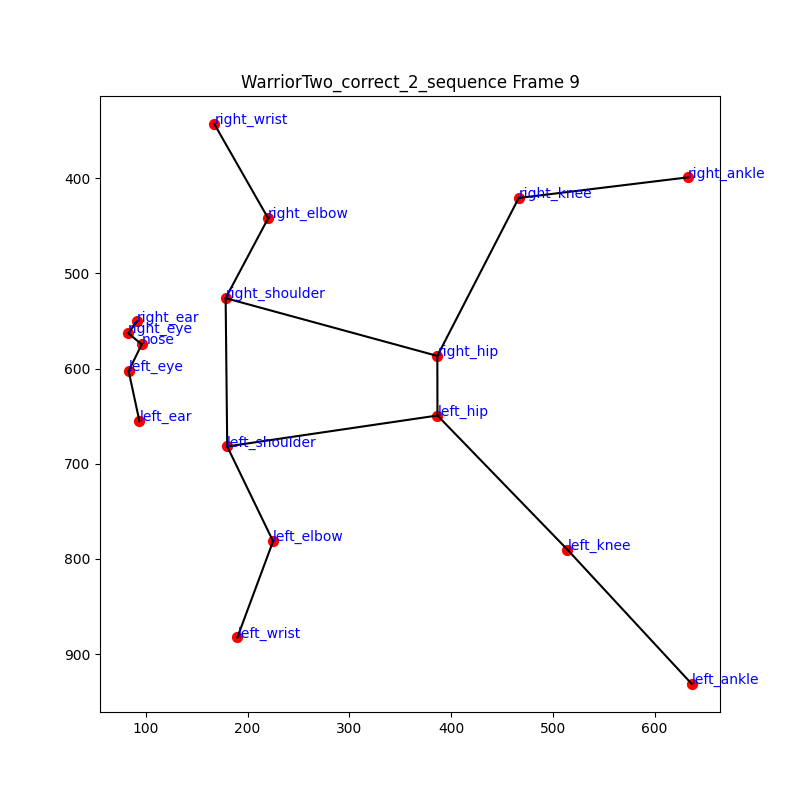 WarriorTwo_correct_2_sequence Frame 9
right_wrist
right_ankle
400
right_knee
right_elbow
500
right_shoulder
right_ear
right_eye
nose
right_hip
left_eye
600
left_hip
left_ear
left_shoulder
700
left_elbow
left_knee
800
left_wrist
900
left_ankle
100
200
300
400
500
600